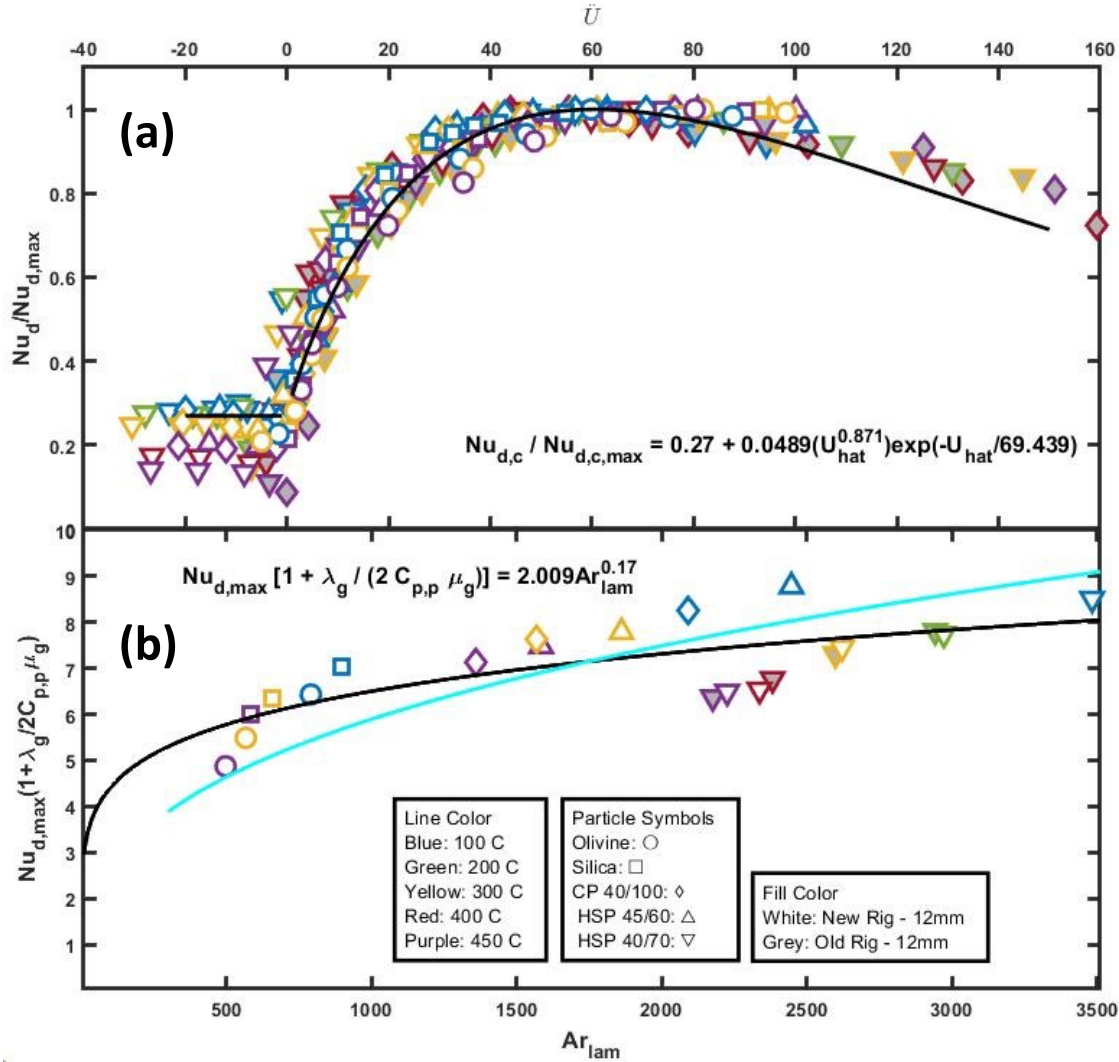 Ü
-40 -20 0 20 40 60 80 100 120 140 160
(a)
1
0.8
0.6
0.4
0.2
0
Nu_d/Nu_d,max
Nu_d,c / Nu_d,c,max = 0.27 + 0.0489(U_hat^0.871)exp(-U_hat/69.439)
10
9
8
7
6
5
4
3
2
1
Nu_d,max(1+λ_g/2C_p,pμ_g)
Nu_d,max [1 + λ_g / (2 C_p,p μ_g)] = 2.009Ar_lam^0.17
(b)
Line Color
Blue: 100 C
Green: 200 C
Yellow: 300 C
Red: 400 C
Purple: 450 C
Particle Symbols
Olivine: ○
Silica: □
CP 40/100: ◊
HSP 45/60: △
HSP 40/70: ▽
Fill Color
White: New Rig - 12mm
Grey: Old Rig - 12mm
500 1000 1500 2000 2500 3000 3500
Ar_lam